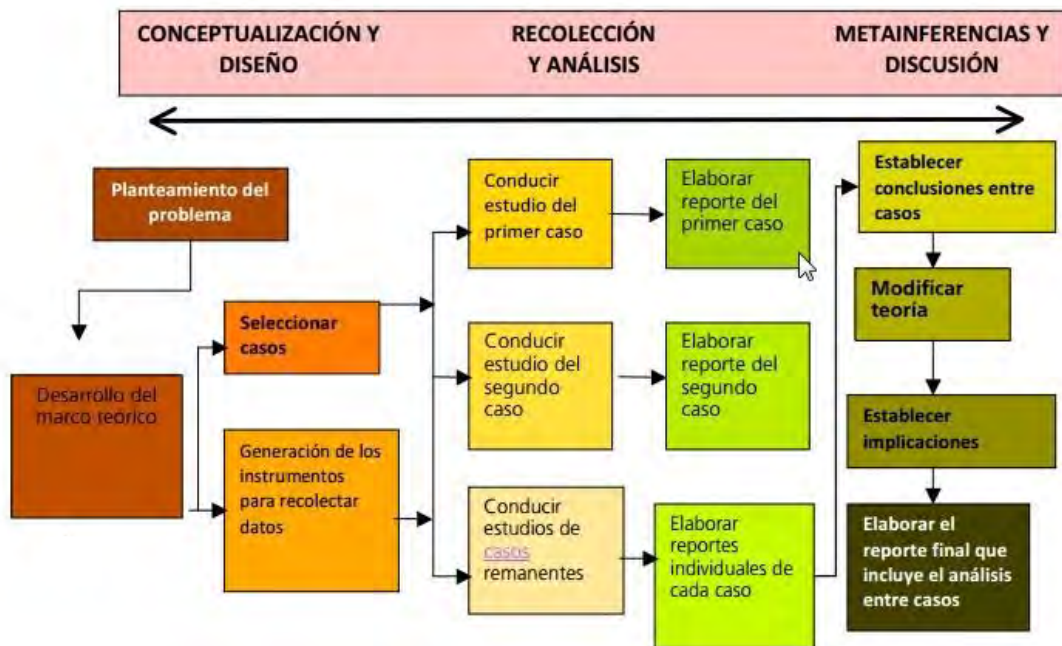 CONCEPTUALIZACIÓN Y
DISEÑO
RECOLECCIÓN
Y ANÁLISIS
METAINFERENCIAS Y
DISCUSIÓN
Planteamiento del
problema
Desarrollo del
marco teórico
Seleccionar
casos
Generación de los
instrumentos
para recolectar
datos
Conducir
estudio del
primer caso
Elaborar
reporte del
primer caso
Conducir
estudio del
segundo
caso
Elaborar
reporte del
segundo
caso
Conducir
estudios de
casos
remanentes
Elaborar
reportes
individuales de
cada caso
Establecer
conclusiones entre
casos
Modificar
teoría
Establecer
implicaciones
Elaborar el
reporte final que
incluye el análisis
entre casos